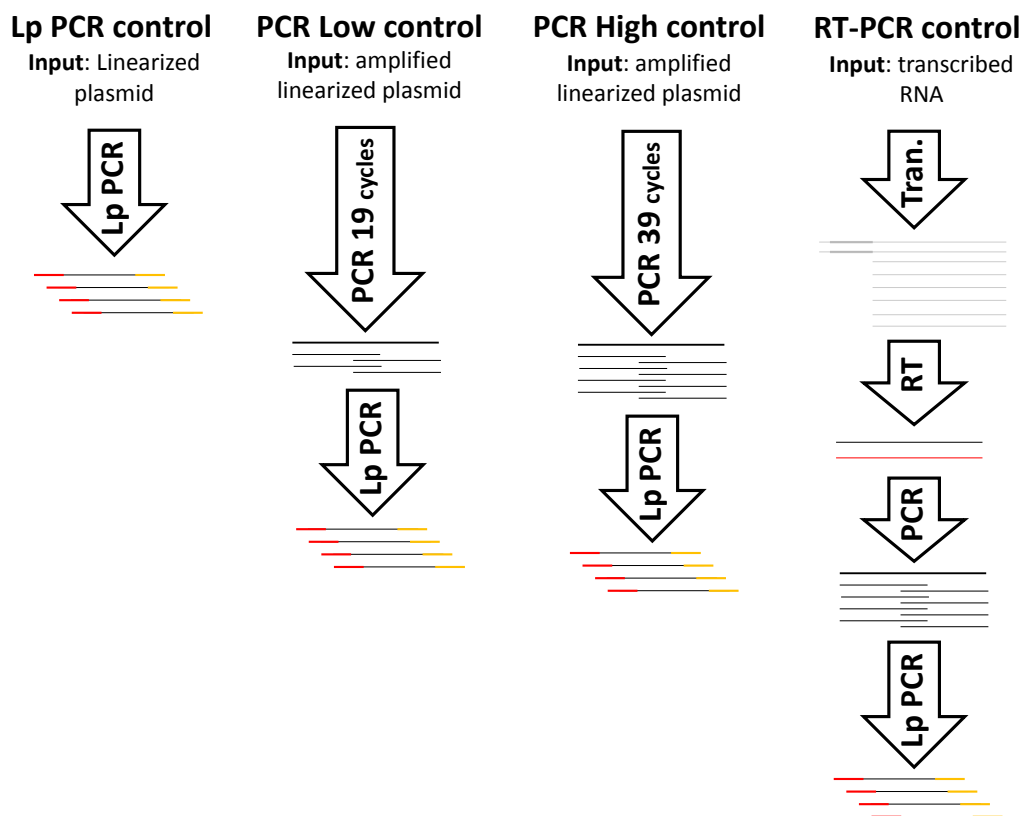 Lp PCR control
Input: Linearized
plasmid
Lp PCR
PCR Low control
Input: amplified
linearized plasmid
PCR 19 cycles
Lp PCR
PCR High control
Input: amplified
linearized plasmid
PCR 39 cycles
Lp PCR
RT-PCR control
Input: transcribed
RNA
Tran.
RT
PCR
Lp PCR